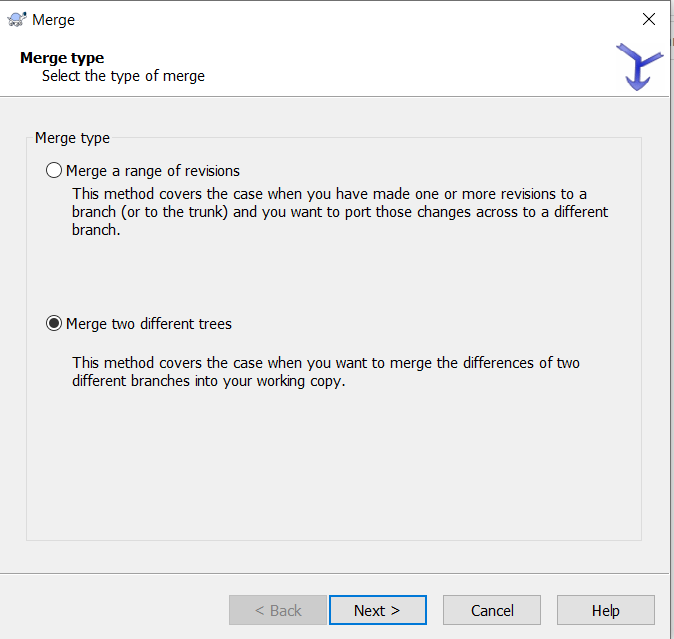 Merge
Merge type
Select the type of merge
Merge type
Merge a range of revisions
This method covers the case when you have made one or more revisions to a
branch (or to the trunk) and you want to port those changes across to a different
branch.
Merge two different trees
This method covers the case when you want to merge the differences of two
different branches into your working copy.
< Back
Next >
Cancel
Help